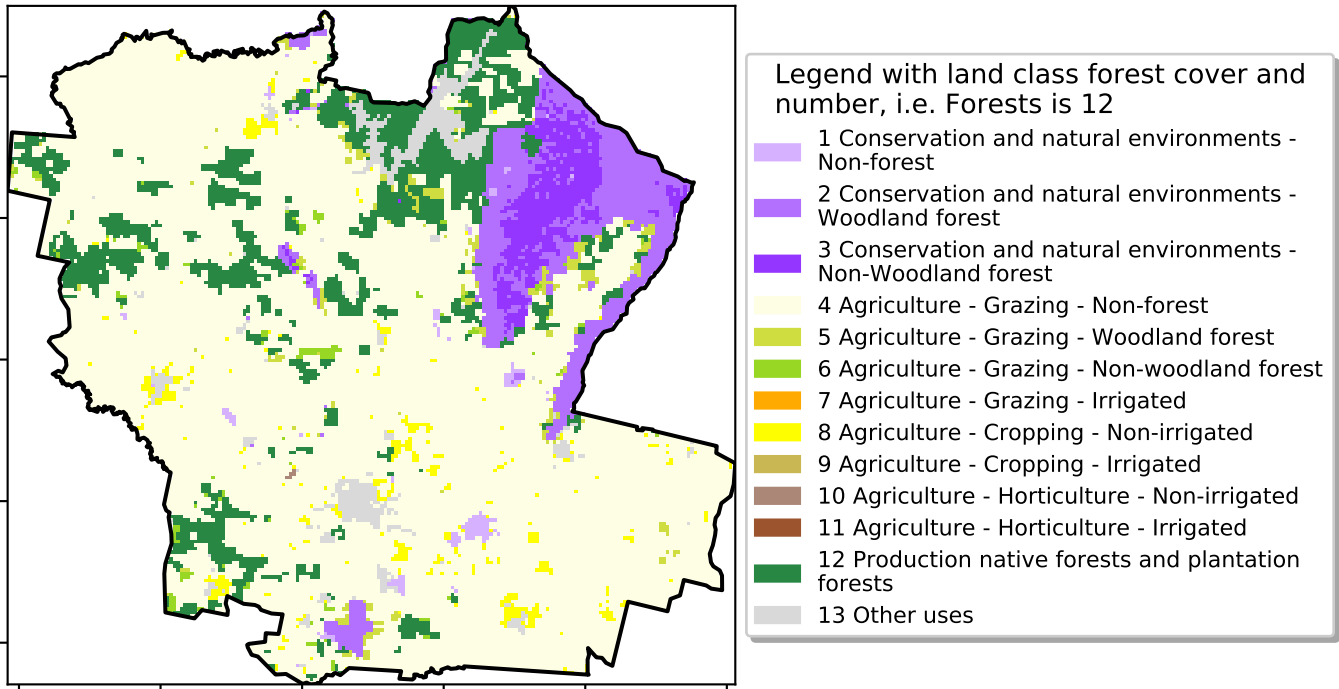 Legend with land class forest cover and
number, i.e. Forests is 12
1 Conservation and natural environments -
Non-forest
2 Conservation and natural environments -
Woodland forest
3 Conservation and natural environments -
Non-Woodland forest
4 Agriculture - Grazing - Non-forest
5 Agriculture - Grazing - Woodland forest
6 Agriculture - Grazing - Non-woodland forest
7 Agriculture - Grazing - Irrigated
8 Agriculture - Cropping - Non-irrigated
9 Agriculture - Cropping - Irrigated
10 Agriculture - Horticulture - Non-irrigated
11 Agriculture - Horticulture - Irrigated
12 Production native forests and plantation
forests
13 Other uses